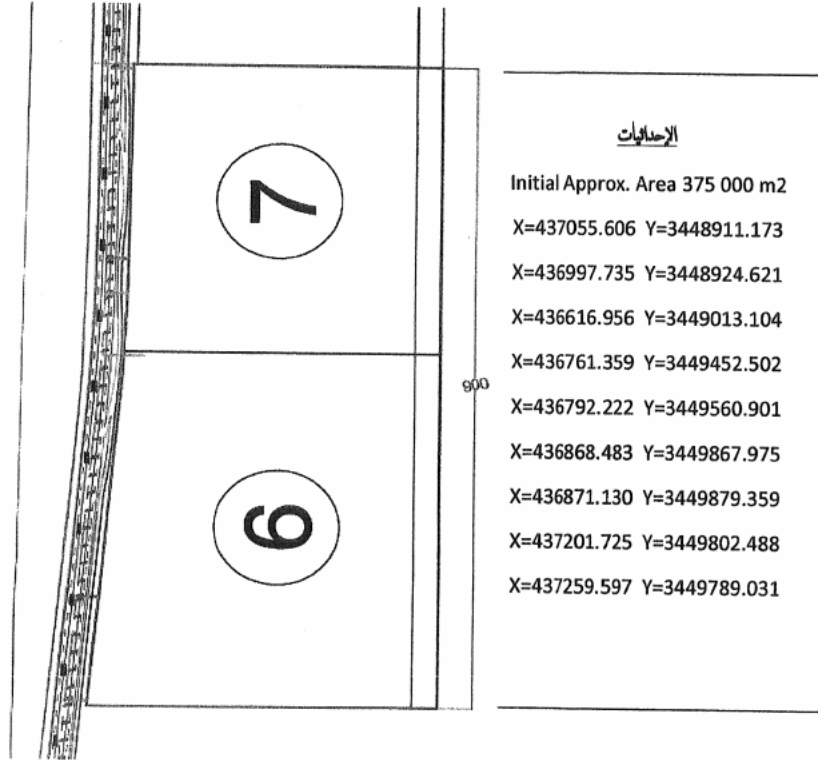 7
6
900
الإحداثيات
Initial Approx. Area 375 000 m2
X=437055.606 Y=3448911.173
X=436997.735 Y=3448924.621
X=436616.956 Y=3449013.104
X=436761.359 Y=3449452.502
X=436792.222 Y=3449560.901
X=436868.483 Y=3449867.975
X=436871.130 Y=3449879.359
X=437201.725 Y=3449802.488
X=437259.597 Y=3449789.031